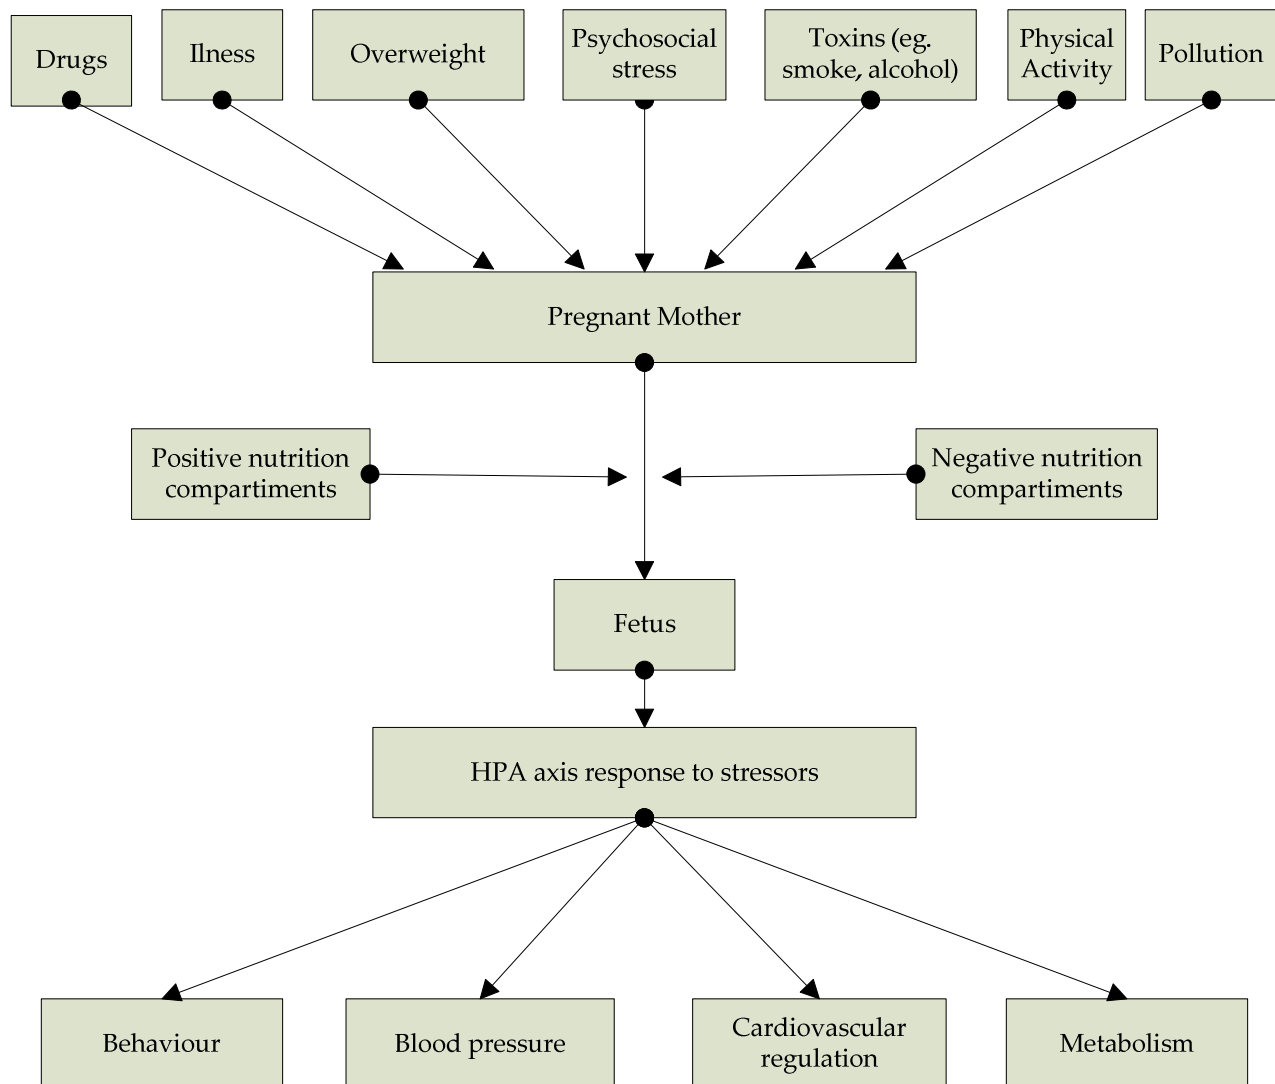 Drugs
Ilness
Overweight
Psychosocial
stress
Toxins (eg.
smoke, alcohol)
Physical
Activity
Pollution
Pregnant Mother
Positive nutrition
compartiments
Negative nutrition
compartiments
Fetus
HPA axis response to stressors
Behaviour
Blood pressure
Cardiovascular
regulation
Metabolism